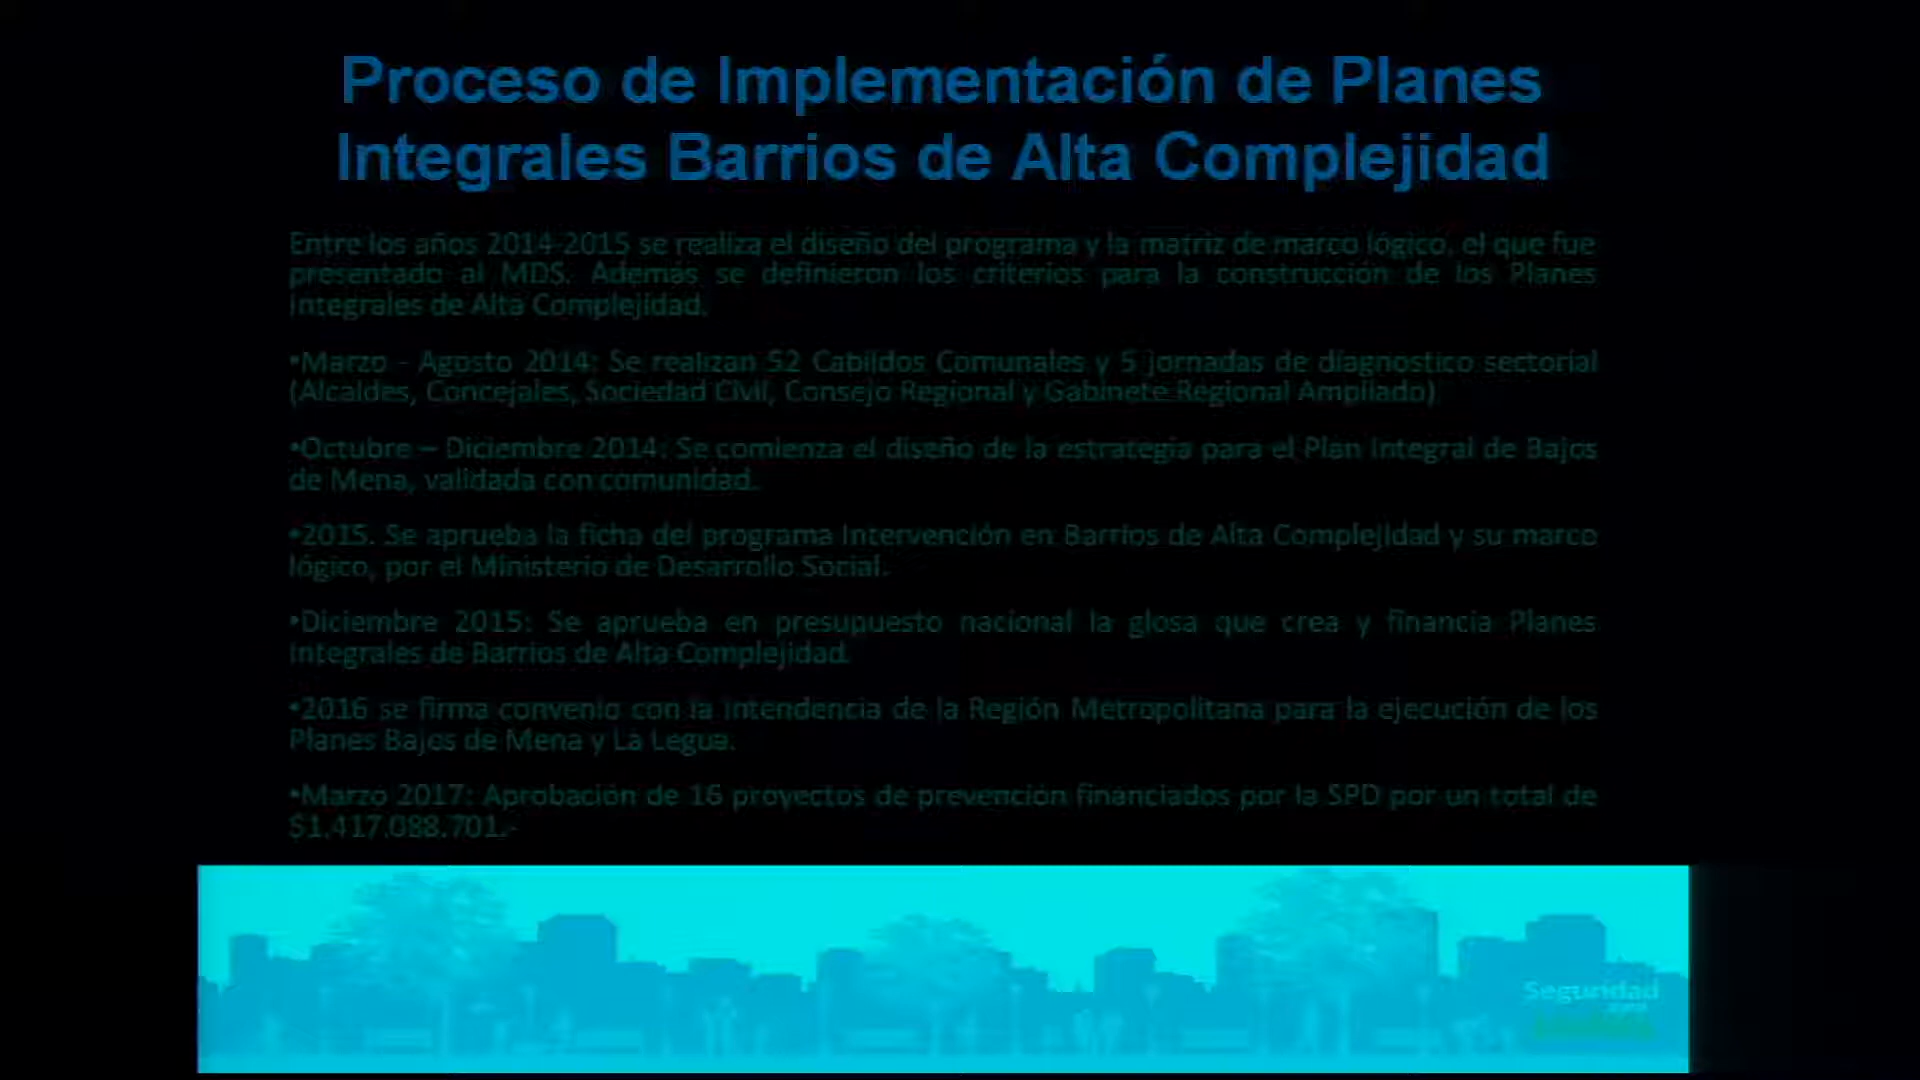 Proceso de Implementación de Planes
Integrales Barrios de Alta Complejidad
Entre los años 2014-2015 se realiza el diseño del programa y la matriz de marco lógico, el que fue
presentado al MDS. Además se definieron los criterios para la construcción de los Planes
Integrales de Alta Complejidad.
•Marzo - Agosto 2014: Se realizan 52 Cabildos Comunales y 5 jornadas de diagnostico sectorial
(Alcaldes, Concejales, Sociedad Civil, Consejo Regional y Gabinete Regional Ampliado)
•Octubre – Diciembre 2014: Se comienza el diseño de la estrategia para el Plan Integral de Bajos
de Mena, validada con comunidad.
•2015. Se aprueba la ficha del programa Intervención en Barrios de Alta Complejidad y su marco
lógico, por el Ministerio de Desarrollo Social.
•Diciembre 2015: Se aprueba en presupuesto nacional la glosa que crea y financia Planes
Integrales de Barrios de Alta Complejidad.
•2016 se firma convenio con la Intendencia de la Región Metropolitana para la ejecución de los
Planes Bajos de Mena y La Legua.
•Marzo 2017: Aprobación de 16 proyectos de prevención financiados por la SPD por un total de
$1.417.088.701.-
Seguridad